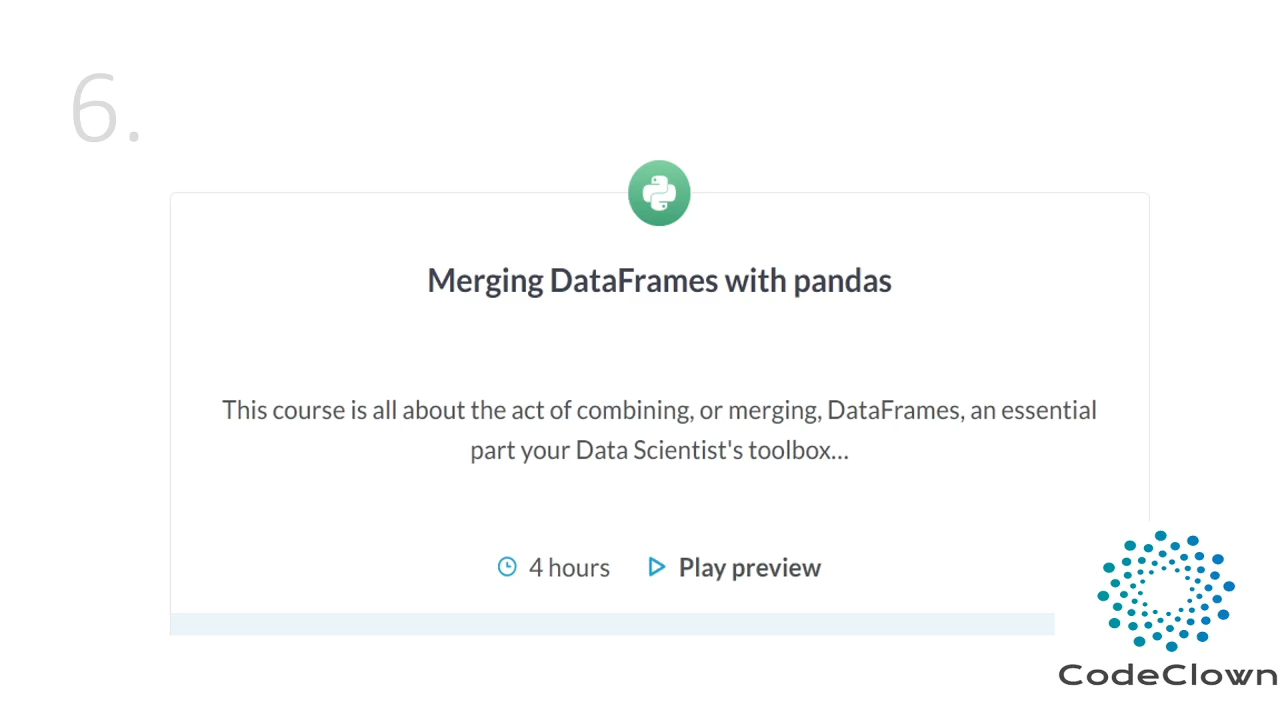 6.
Merging DataFrames with pandas
This course is all about the act of combining, or merging, DataFrames, an essential
part your Data Scientist's toolbox...
4 hours Play preview
CodeClown